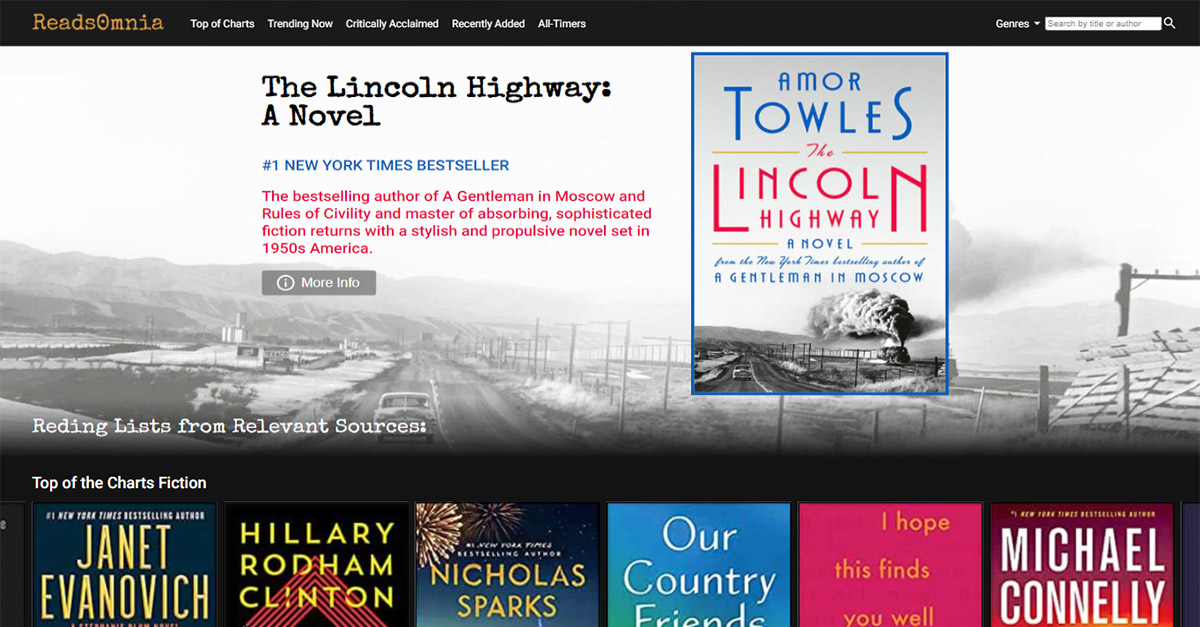 Reads0mnia
Top of Charts
Trending Now
Critically Acclaimed
Recently Added
All-Timers
Genres
Search by title or author
The Lincoln Highway:
A Novel
#1 NEW YORK TIMES BESTSELLER
The bestselling author of A Gentleman in Moscow and
Rules of Civility and master of absorbing, sophisticated
fiction returns with a stylish and propulsive novel set in
1950s America.
More Info
AMOR
TOWLES
The
LINCOLN
HIGHWAY
A NOVEL
from the New York Times bestselling author of
A GENTLEMAN IN MOSCOW
Reding Lists from Relevant Sources:
Top of the Charts Fiction
#1 NEW YORK TIMES BESTSELLING AUTHOR
JANET
EVANOVICH
A STEPHANIE PLUM NOVEL
HILLARY
RODHAM
CLINTON
#1 NEW YORK TIMES
BESTSELLING AUTHOR
NICHOLAS
SPARKS
Our
Country
Friends
I hope
this finds
you well
#1 NEW YORK TIMES BESTSELLING AUTHOR
MICHAEL
CONNELLY